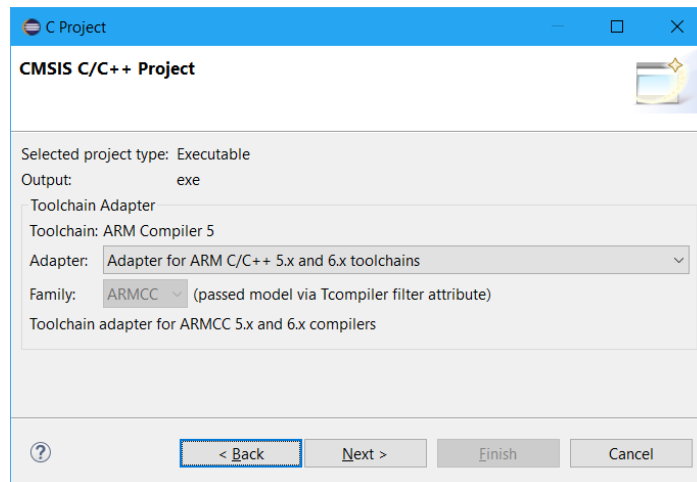 C Project
CMSIS C/C++ Project
Selected project type: Executable
Output: exe
Toolchain Adapter
Toolchain: ARM Compiler 5
Adapter: Adapter for ARM C/C++ 5.x and 6.x toolchains
Family: ARMCC (passed model via Tcompiler filter attribute)
Toolchain adapter for ARMCC 5.x and 6.x compilers
? < Back Next > Finish Cancel